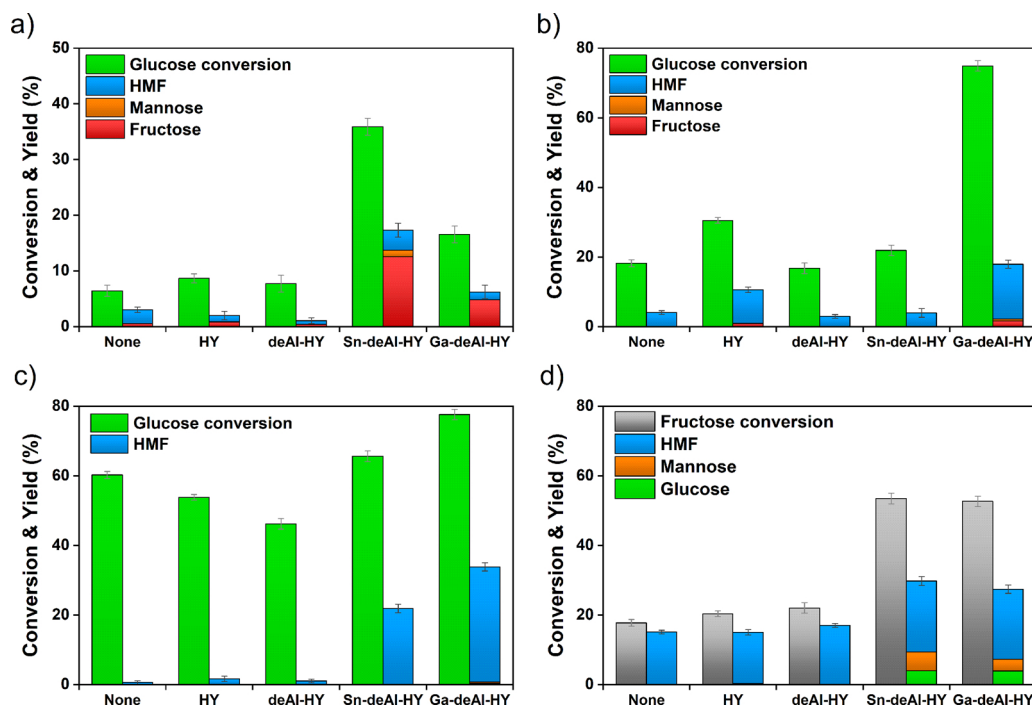 a)
Conversion & Yield (%)
50
40
30
20
10
0
Glucose conversion
HMF
Mannose
Fructose
None HY deAl-HY Sn-deAl-HY Ga-deAl-HY
b)
Conversion & Yield (%)
80
60
40
20
0
Glucose conversion
HMF
Mannose
Fructose
None HY deAl-HY Sn-deAl-HY Ga-deAl-HY
c)
Conversion & Yield (%)
80
60
40
20
0
Glucose conversion
HMF
None HY deAl-HY Sn-deAl-HY Ga-deAl-HY
d)
Conversion & Yield (%)
80
60
40
20
0
Fructose conversion
HMF
Mannose
Glucose
None HY deAl-HY Sn-deAl-HY Ga-deAl-HY